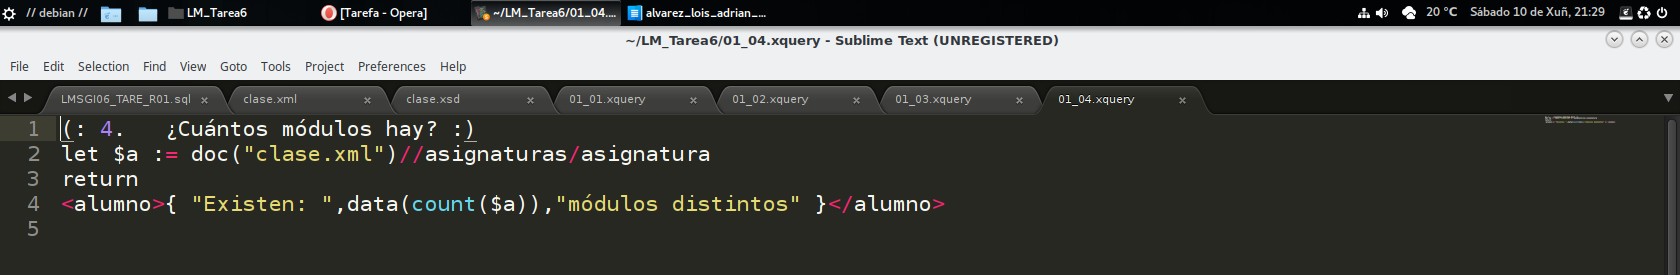 // debian //
LM_Tarea6
[Tarefa - Opera]
~/LM_Tarea6/01_04....
alvarez_lois_adrian_...
20 °C
Sábado 10 de Xuñ, 21:29
~/LM_Tarea6/01_04.xquery - Sublime Text (UNREGISTERED)
File Edit Selection Find View Goto Tools Project Preferences Help
LMSGI06_TARE_R01.sql × clase.xml × clase.xsd × 01_01.xquery × 01_02.xquery × 01_03.xquery × 01_04.xquery ×
1 (: 4.   ¿Cuántos módulos hay? :)
2 let $a := doc("clase.xml")//asignaturas/asignatura
3 return
4 <alumno>{ "Existen: ",data(count($a)),"módulos distintos" }</alumno>
5